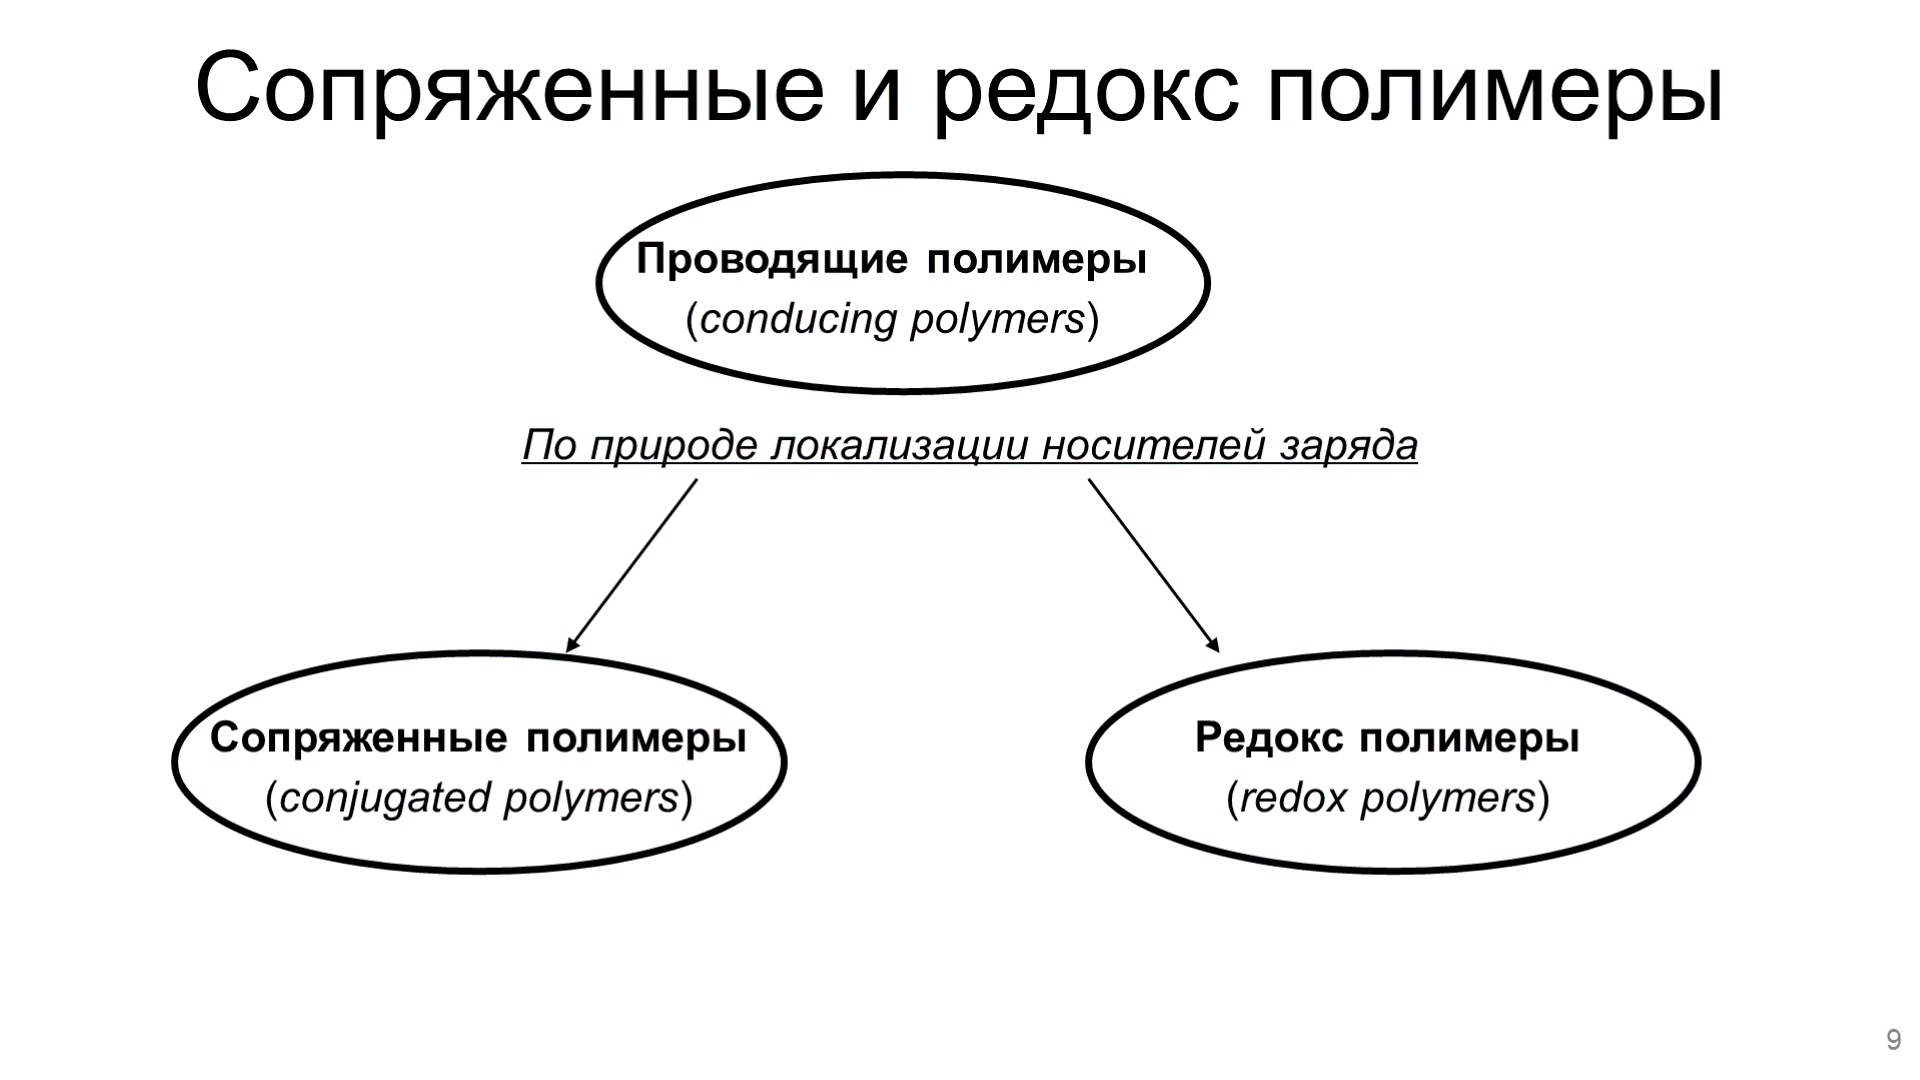 Сопряженные и редокс полимеры
Проводящие полимеры
(conducing polymers)
По природе локализации носителей заряда
Сопряженные полимеры
(conjugated polymers)
Редокс полимеры
(redox polymers)
9